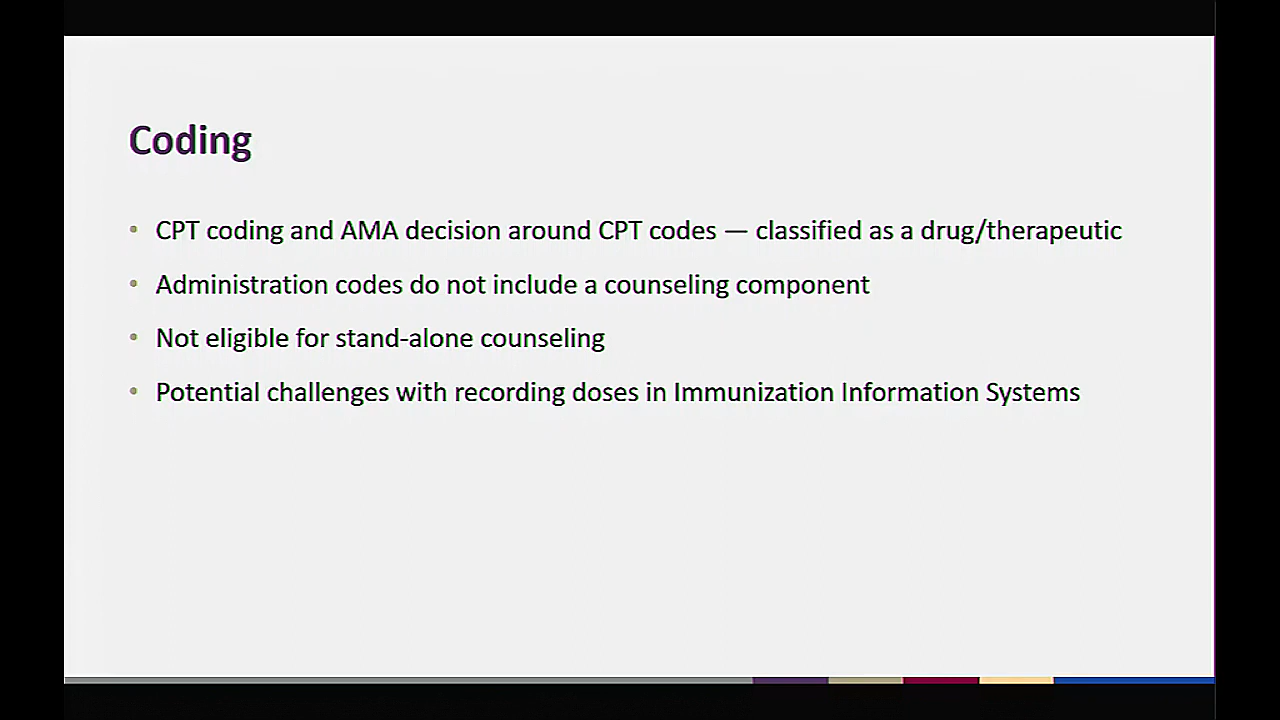 Coding
• CPT coding and AMA decision around CPT codes — classified as a drug/therapeutic
• Administration codes do not include a counseling component
• Not eligible for stand-alone counseling
• Potential challenges with recording doses in Immunization Information Systems